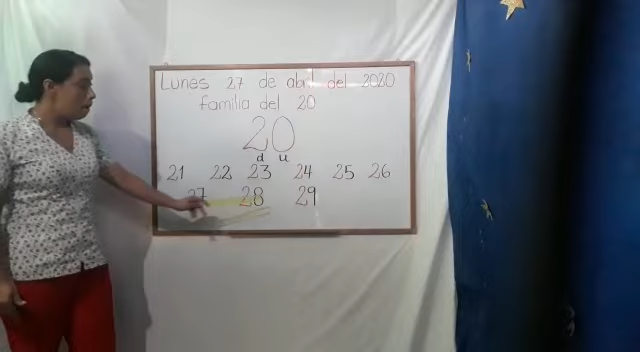 Lunes 27 de abril del 2020
familia del 20
20
d u
21 22 23 24 25 26
27 28 29